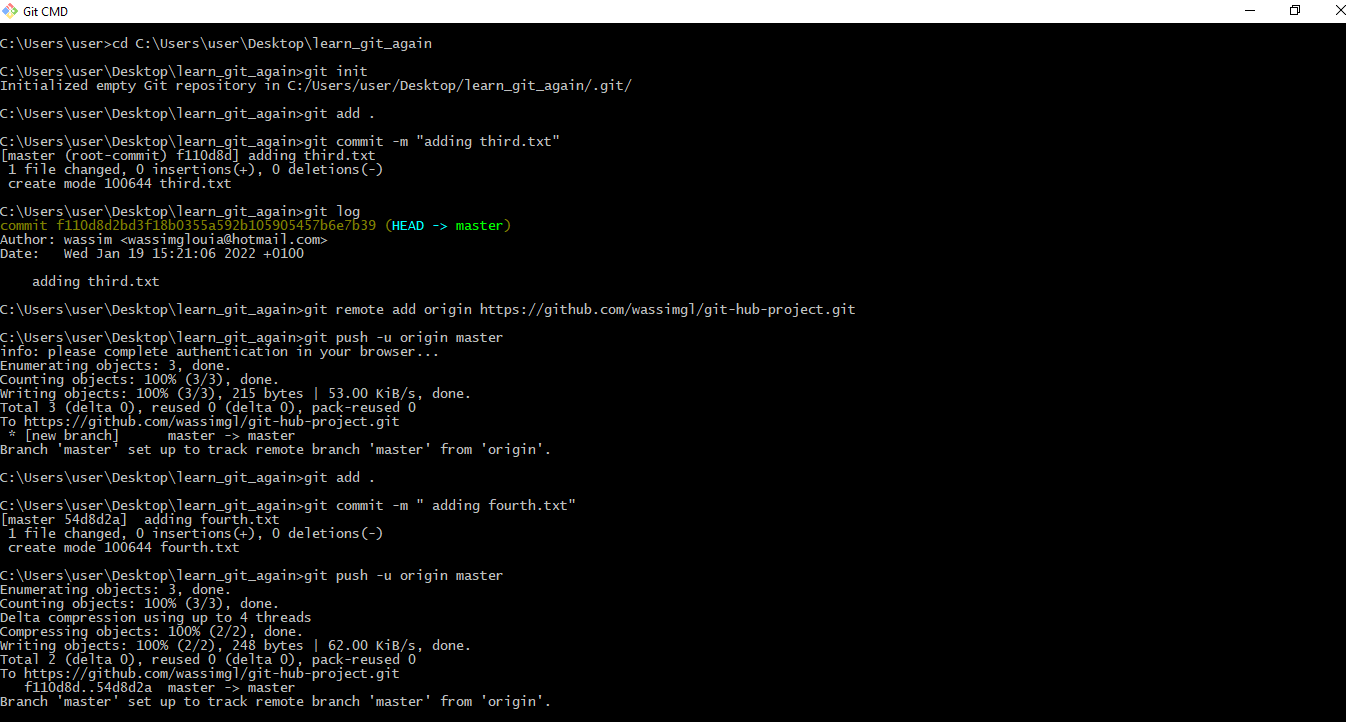 Git CMD
C:\Users\user>cd C:\Users\user\Desktop\learn_git_again
C:\Users\user\Desktop\learn_git_again>git init
Initialized empty Git repository in C:/Users/user/Desktop/learn_git_again/.git/
C:\Users\user\Desktop\learn_git_again>git add .
C:\Users\user\Desktop\learn_git_again>git commit -m "adding third.txt"
[master (root-commit) f110d8d] adding third.txt
 1 file changed, 0 insertions(+), 0 deletions(-)
 create mode 100644 third.txt
C:\Users\user\Desktop\learn_git_again>git log
commit f110d8d2bd3f18b0355a592b105905457b6e7b39 (HEAD -> master)
Author: wassim <wassimglouia@hotmail.com>
Date:   Wed Jan 19 15:21:06 2022 +0100
    adding third.txt
C:\Users\user\Desktop\learn_git_again>git remote add origin https://github.com/wassimgl/git-hub-project.git
C:\Users\user\Desktop\learn_git_again>git push -u origin master
info: please complete authentication in your browser...
Enumerating objects: 3, done.
Counting objects: 100% (3/3), done.
Writing objects: 100% (3/3), 215 bytes | 53.00 KiB/s, done.
Total 3 (delta 0), reused 0 (delta 0), pack-reused 0
To https://github.com/wassimgl/git-hub-project.git
 * [new branch]      master -> master
Branch 'master' set up to track remote branch 'master' from 'origin'.
C:\Users\user\Desktop\learn_git_again>git add .
C:\Users\user\Desktop\learn_git_again>git commit -m " adding fourth.txt"
[master 54d8d2a]  adding fourth.txt
 1 file changed, 0 insertions(+), 0 deletions(-)
 create mode 100644 fourth.txt
C:\Users\user\Desktop\learn_git_again>git push -u origin master
Enumerating objects: 3, done.
Counting objects: 100% (3/3), done.
Delta compression using up to 4 threads
Compressing objects: 100% (2/2), done.
Writing objects: 100% (2/2), 248 bytes | 62.00 KiB/s, done.
Total 2 (delta 0), reused 0 (delta 0), pack-reused 0
To https://github.com/wassimgl/git-hub-project.git
   f110d8d..54d8d2a  master -> master
Branch 'master' set up to track remote branch 'master' from 'origin'.